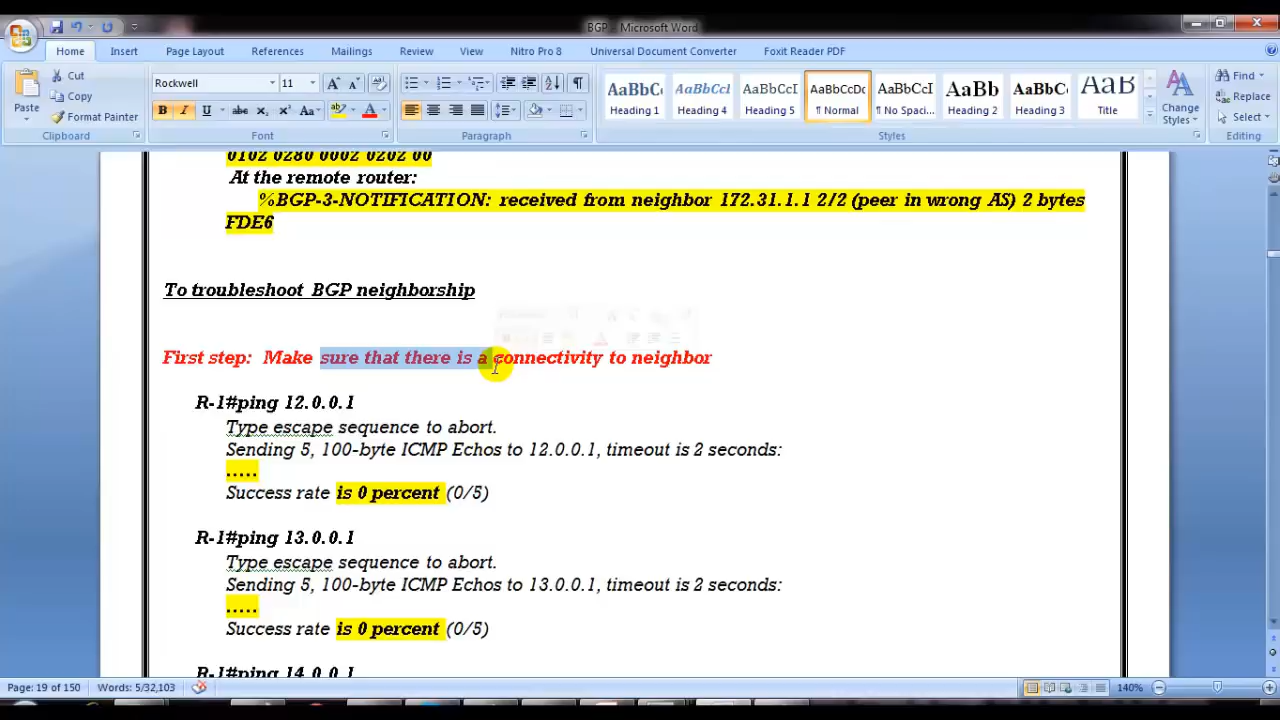 BGP - Microsoft Word
Home Insert Page Layout References Mailings Review View Nitro Pro 8 Universal Document Converter Foxit Reader PDF
Paste Cut Copy Format Painter
Clipboard
Rockwell 11
B I U abc x₂ x² Aa A
Font
Paragraph
AaBbC AaBbCcI AaBbCcI AaBbCcDc AaBbCcI AaBb AaBbC AaB
Heading 1 Heading 4 Heading 5 ¶ Normal ¶ No Spaci... Heading 2 Heading 3 Title
Change Styles
Styles
Find Replace Select
Editing
0102 0280 0002 0202 00
At the remote router:
%BGP-3-NOTIFICATION: received from neighbor 172.31.1.1 2/2 (peer in wrong AS) 2 bytes
FDE6
To troubleshoot BGP neighborship
First step: Make sure that there is a connectivity to neighbor
R-1#ping 12.0.0.1
Type escape sequence to abort.
Sending 5, 100-byte ICMP Echos to 12.0.0.1, timeout is 2 seconds:
.....
Success rate is 0 percent (0/5)
R-1#ping 13.0.0.1
Type escape sequence to abort.
Sending 5, 100-byte ICMP Echos to 13.0.0.1, timeout is 2 seconds:
.....
Success rate is 0 percent (0/5)
R-1#ping 14.0.0.1
Page: 19 of 150 Words: 5/32,103 140%